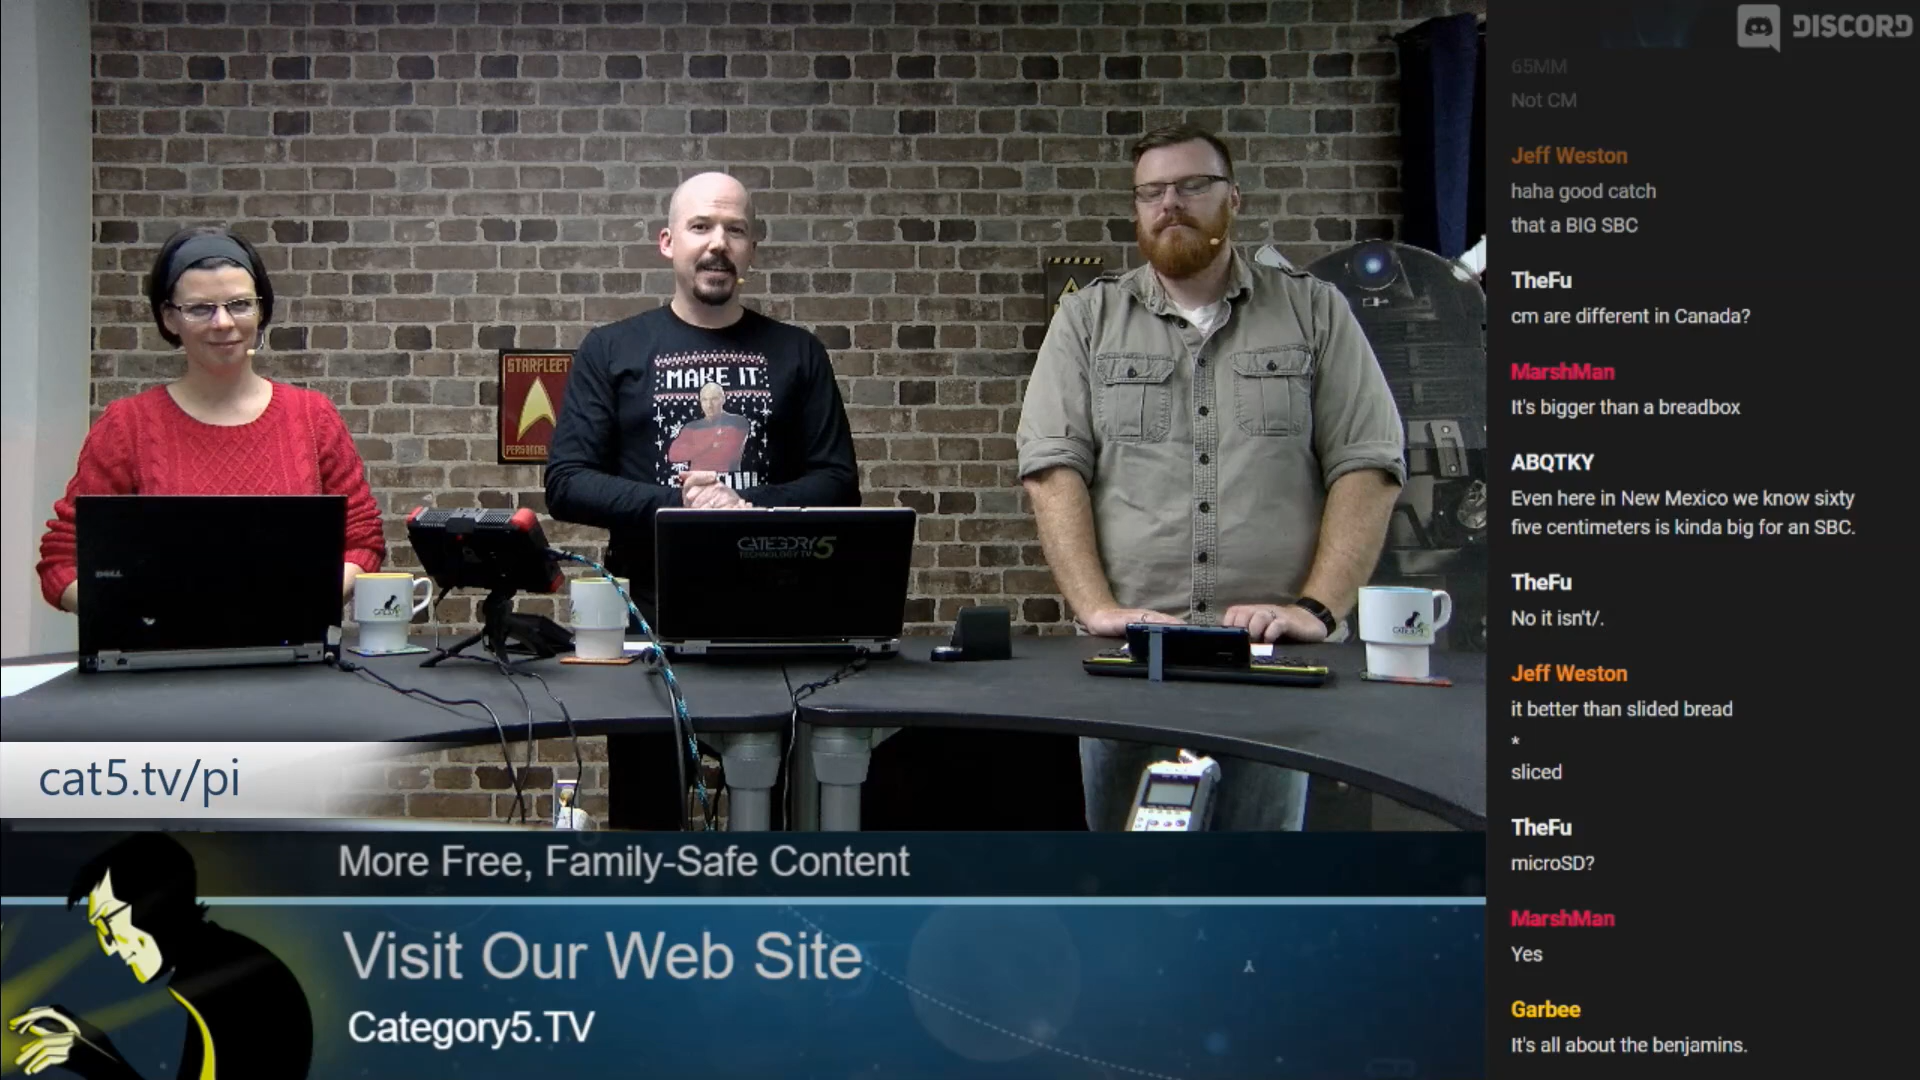 DISCORD
65MM
Not CM
Jeff Weston
haha good catch
that a BIG SBC
TheFu
cm are different in Canada?
MarshMan
It's bigger than a breadbox
ABQTKY
Even here in New Mexico we know sixty
five centimeters is kinda big for an SBC.
TheFu
No it isn't/.
Jeff Weston
it better than slided bread
*
sliced
TheFu
microSD?
MarshMan
Yes
Garbee
It's all about the benjamins.
STARFLEET
PERSONNEL
MAKE IT
DELL
CATEGORY5
TECHNOLOGY TV
cat5.tv/pi
More Free, Family-Safe Content
Visit Our Web Site
Category5.TV